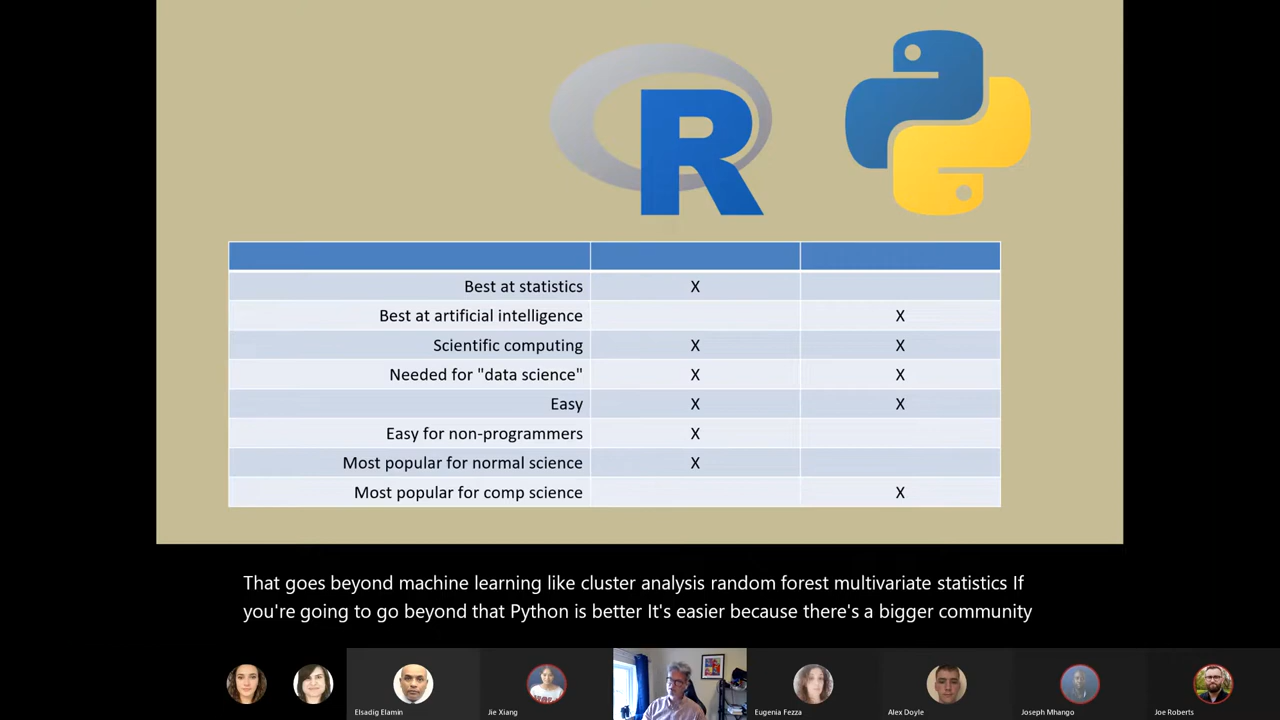 R
Best at statistics X
Best at artificial intelligence X
Scientific computing X X
Needed for "data science" X X
Easy X X
Easy for non-programmers X
Most popular for normal science X
Most popular for comp science X
That goes beyond machine learning like cluster analysis random forest multivariate statistics If
you're going to go beyond that Python is better It's easier because there's a bigger community
Elsadig Elamin
Jie Xiang
Eugenia Fezza
Alex Doyle
Joseph Mhango
Joe Roberts